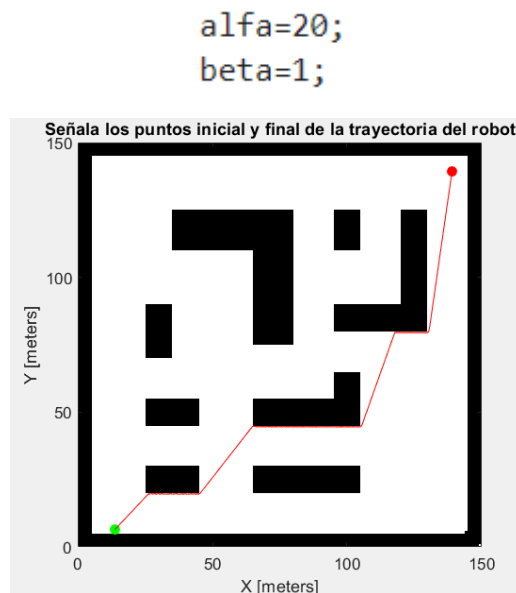 alfa=20;
beta=1;
Señala los puntos inicial y final de la trayectoria del robot
150
100
50
0
Y [meters]
0 50 100 150
X [meters]